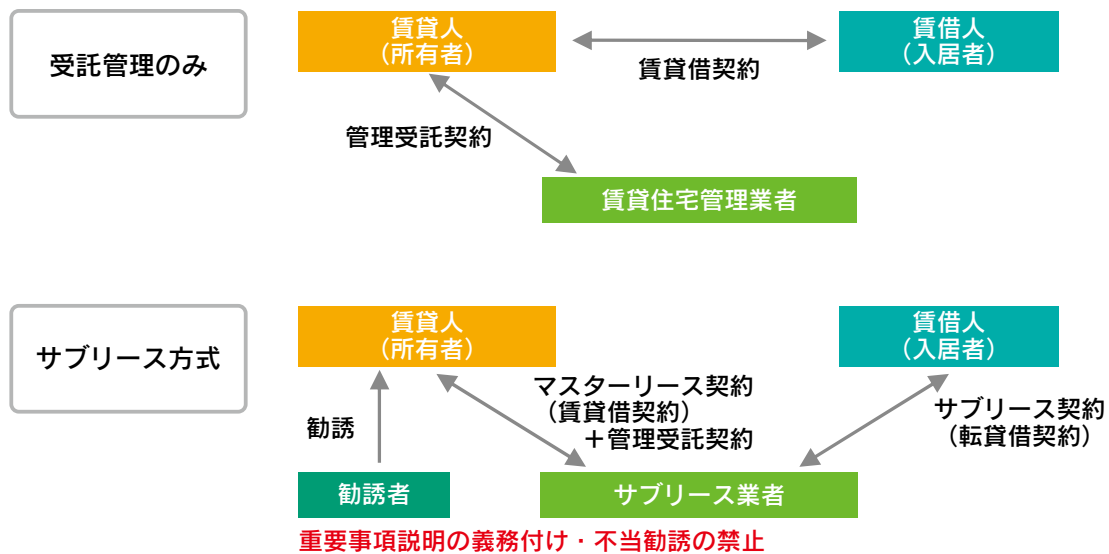 受託管理のみ
賃貸人
（所有者）
賃借人
（入居者）
賃貸借契約
管理受託契約
賃貸住宅管理業者
サブリース方式
賃貸人
（所有者）
賃借人
（入居者）
勧誘
マスターリース契約
（賃貸借契約）
＋管理受託契約
サブリース契約
（転貸借契約）
勧誘者
サブリース業者
重要事項説明の義務付け・不当勧誘の禁止